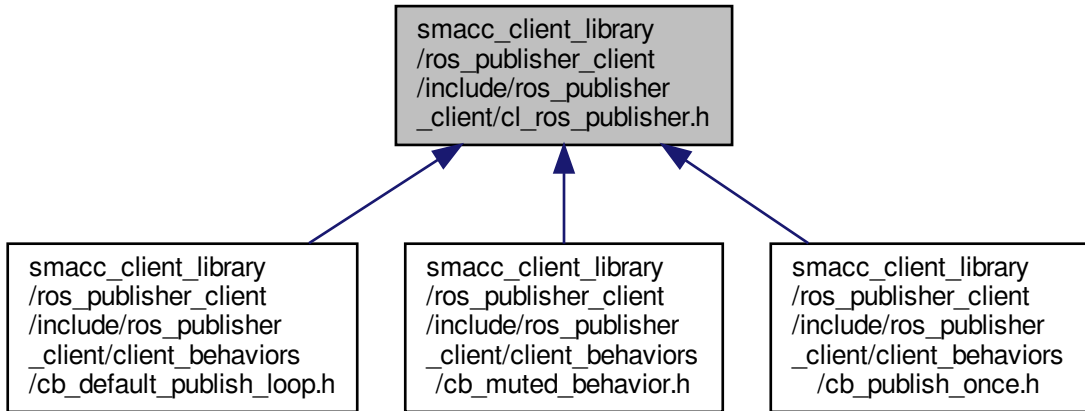 smacc_client_library
/ros_publisher_client
/include/ros_publisher
_client/cl_ros_publisher.h
smacc_client_library
/ros_publisher_client
/include/ros_publisher
_client/client_behaviors
/cb_default_publish_loop.h
smacc_client_library
/ros_publisher_client
/include/ros_publisher
_client/client_behaviors
/cb_muted_behavior.h
smacc_client_library
/ros_publisher_client
/include/ros_publisher
_client/client_behaviors
/cb_publish_once.h